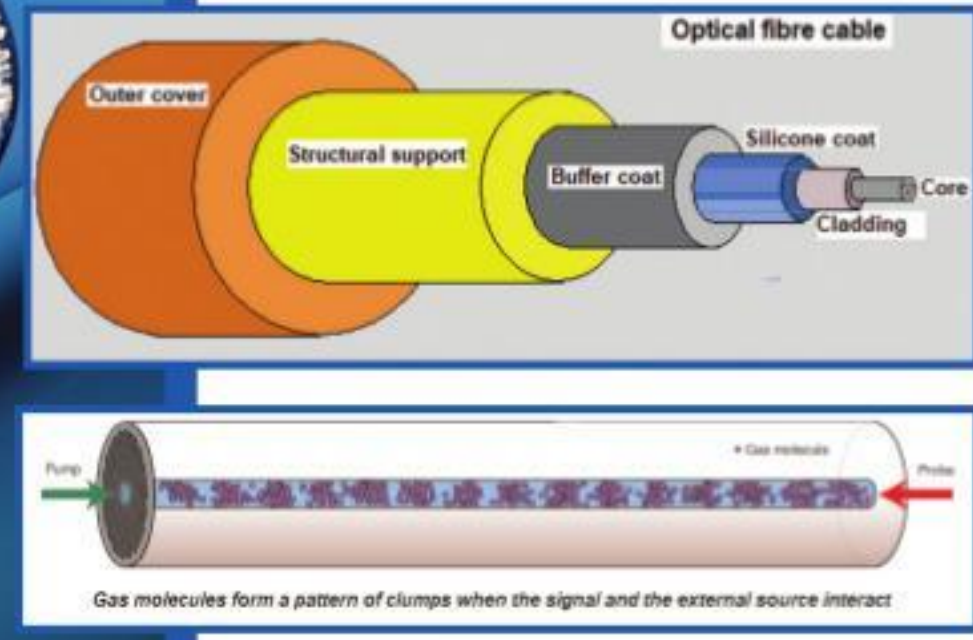 Optical fibre cable
Outer cover
Structural support
Buffer coat
Silicone coat
Core
Cladding
Pump
Gas molecule
Probe
Gas molecules form a pattern of clumps when the signal and the external source interact